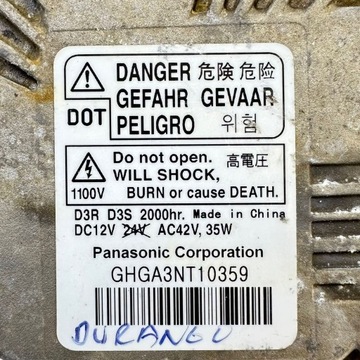 DANGER 危険 危险
GEFAHR GEVAAR
DOT
PELIGRO 위험
Do not open. 高電圧
WILL SHOCK,
1100V BURN or cause DEATH.
D3R D3S 2000hr. Made in China
DC12V 24V AC42V, 35W
Panasonic Corporation
GHGA3NT10359
DURANGO